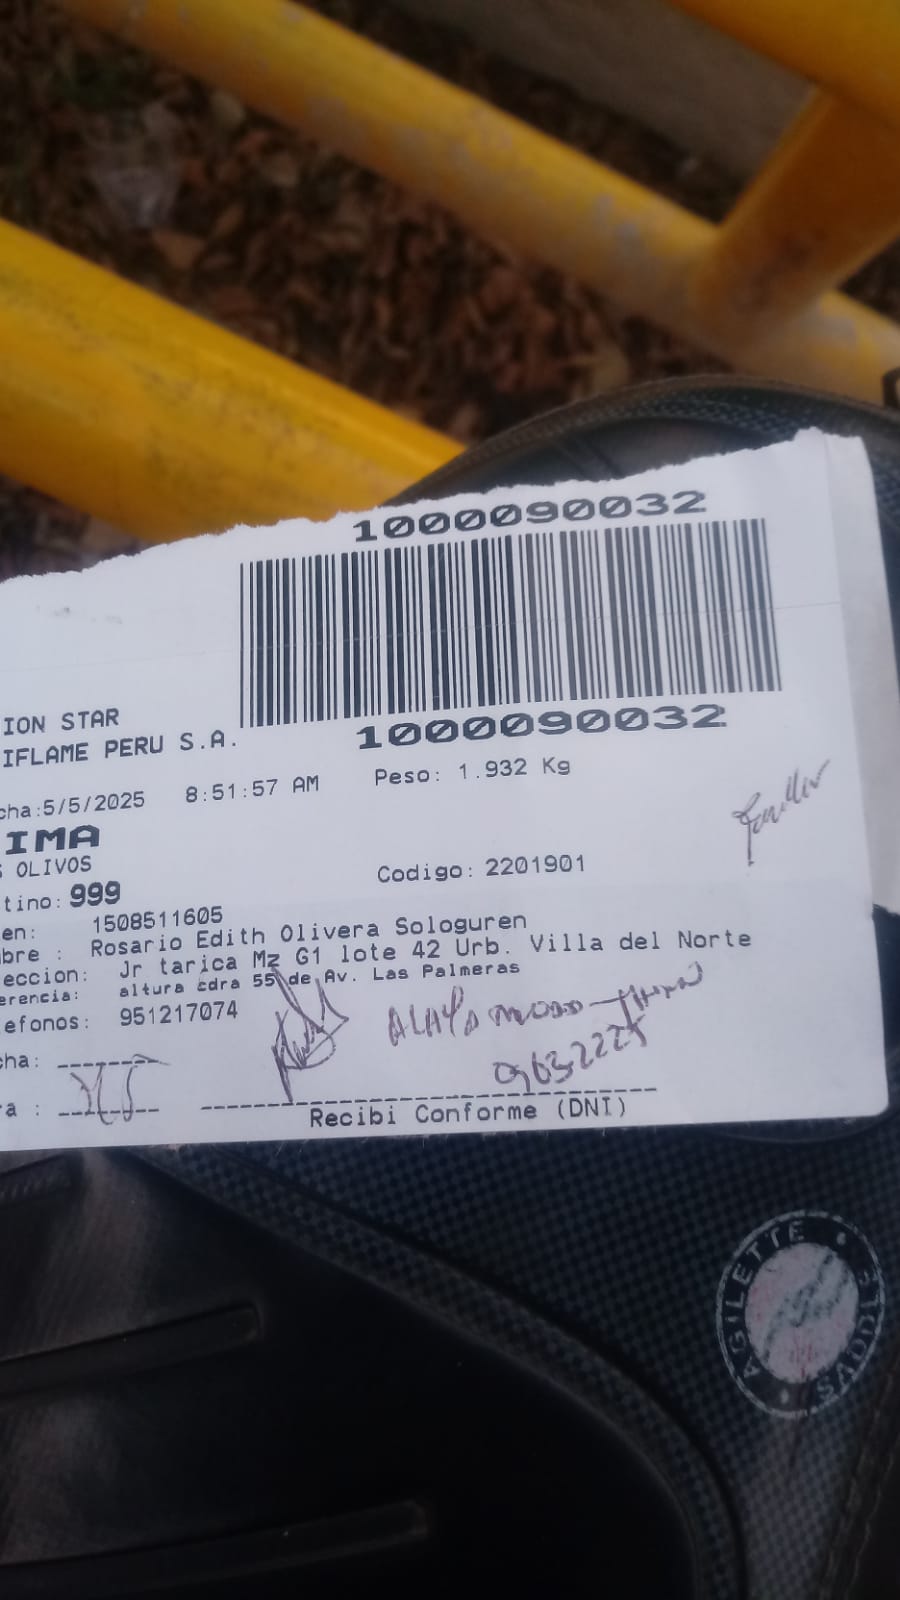 1000090032
1000090032
ION STAR
IFLAME PERU S.A.
cha:5/5/2025 8:51:57 AM Peso: 1.932 Kg
IMA
S OLIVOS
Codigo: 2201901
tino: 999
en: 1508511605
bre : Rosario Edith Olivera Sologuren
eccion: Jr tarica Mz G1 lote 42 Urb. Villa del Norte
erencia: altura cdra 55 de Av. Las Palmeras
efonos: 951217074
cha:
a :
Recibi Conforme (DNI)
AGILETTE